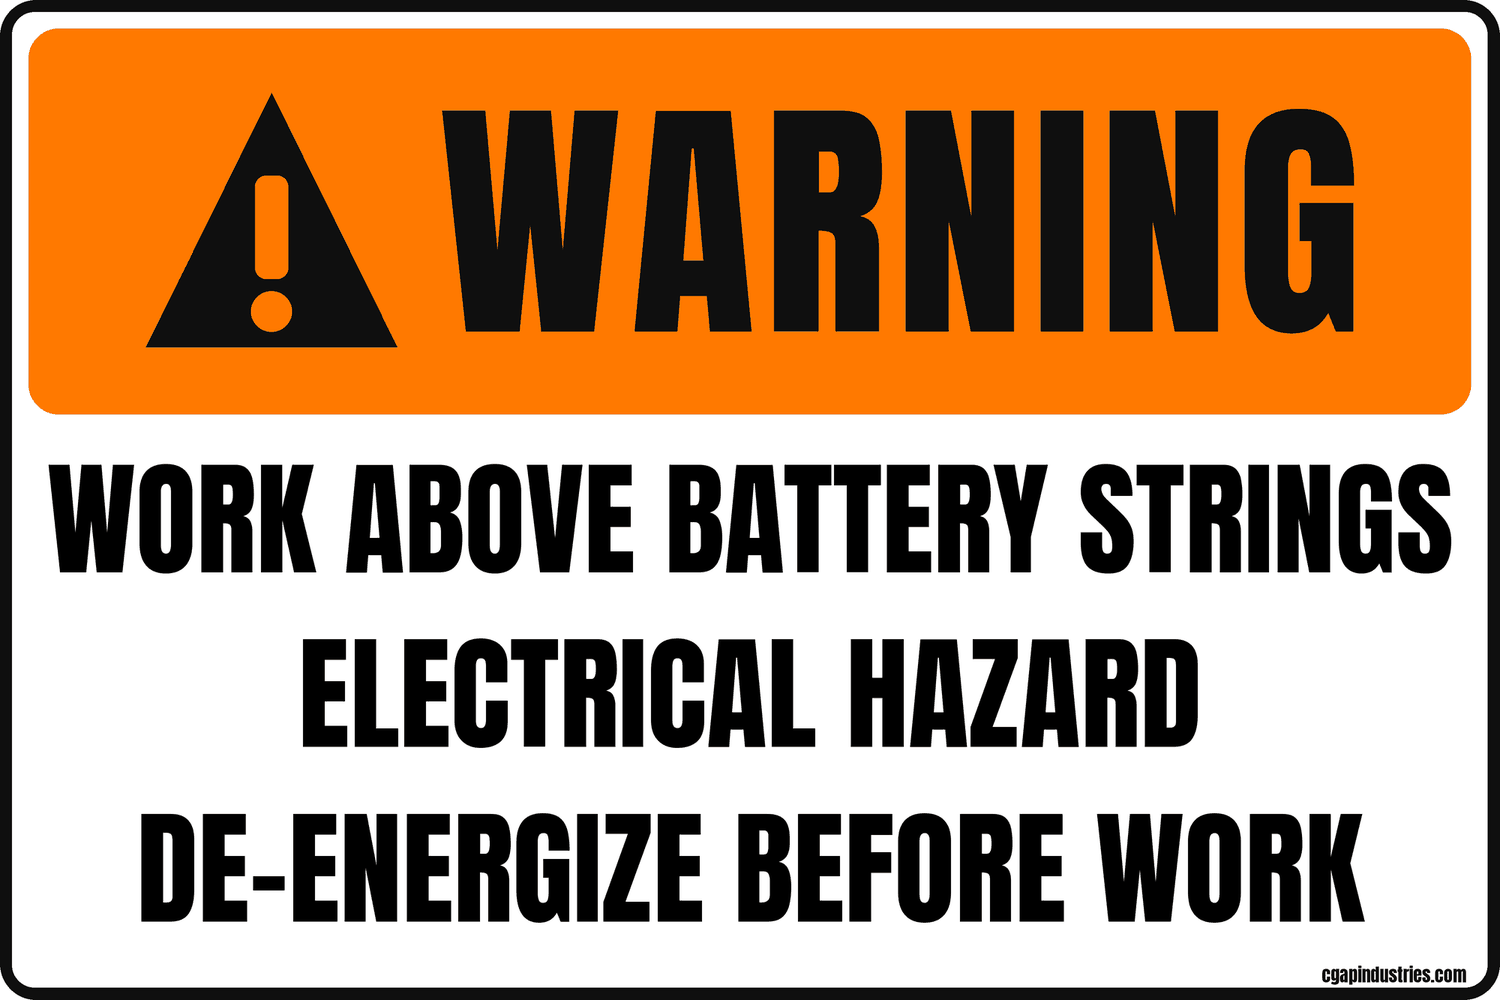 WARNING
WORK ABOVE BATTERY STRINGS
ELECTRICAL HAZARD
DE-ENERGIZE BEFORE WORK
cgapindustries.com